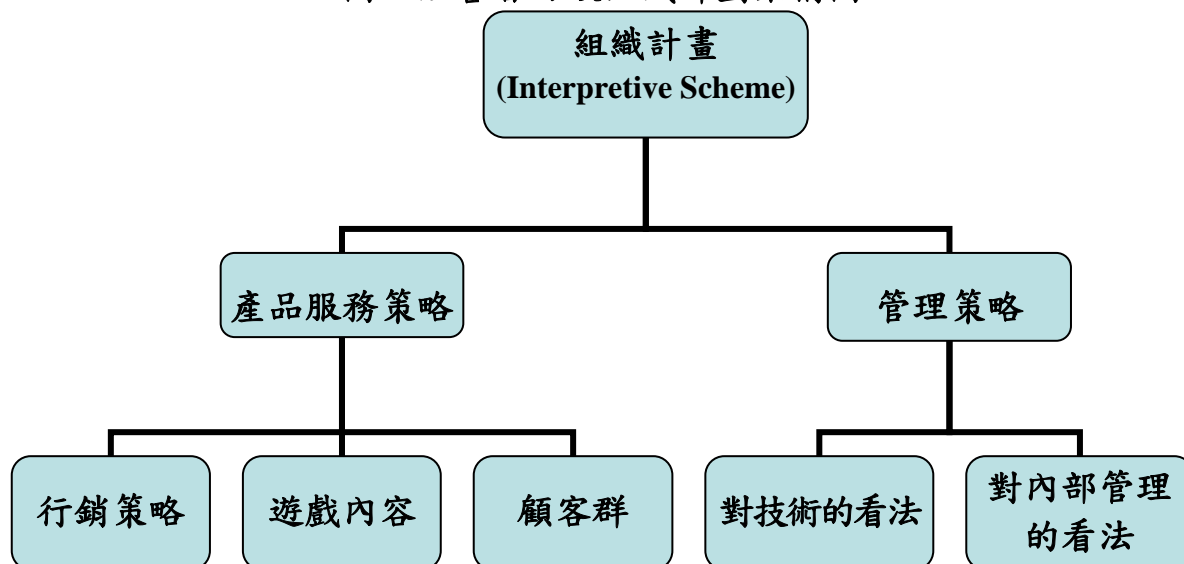 組織計畫
(Interpretive Scheme)
產品服務策略
管理策略
行銷策略
遊戲內容
顧客群
對技術的看法
對內部管理
的看法